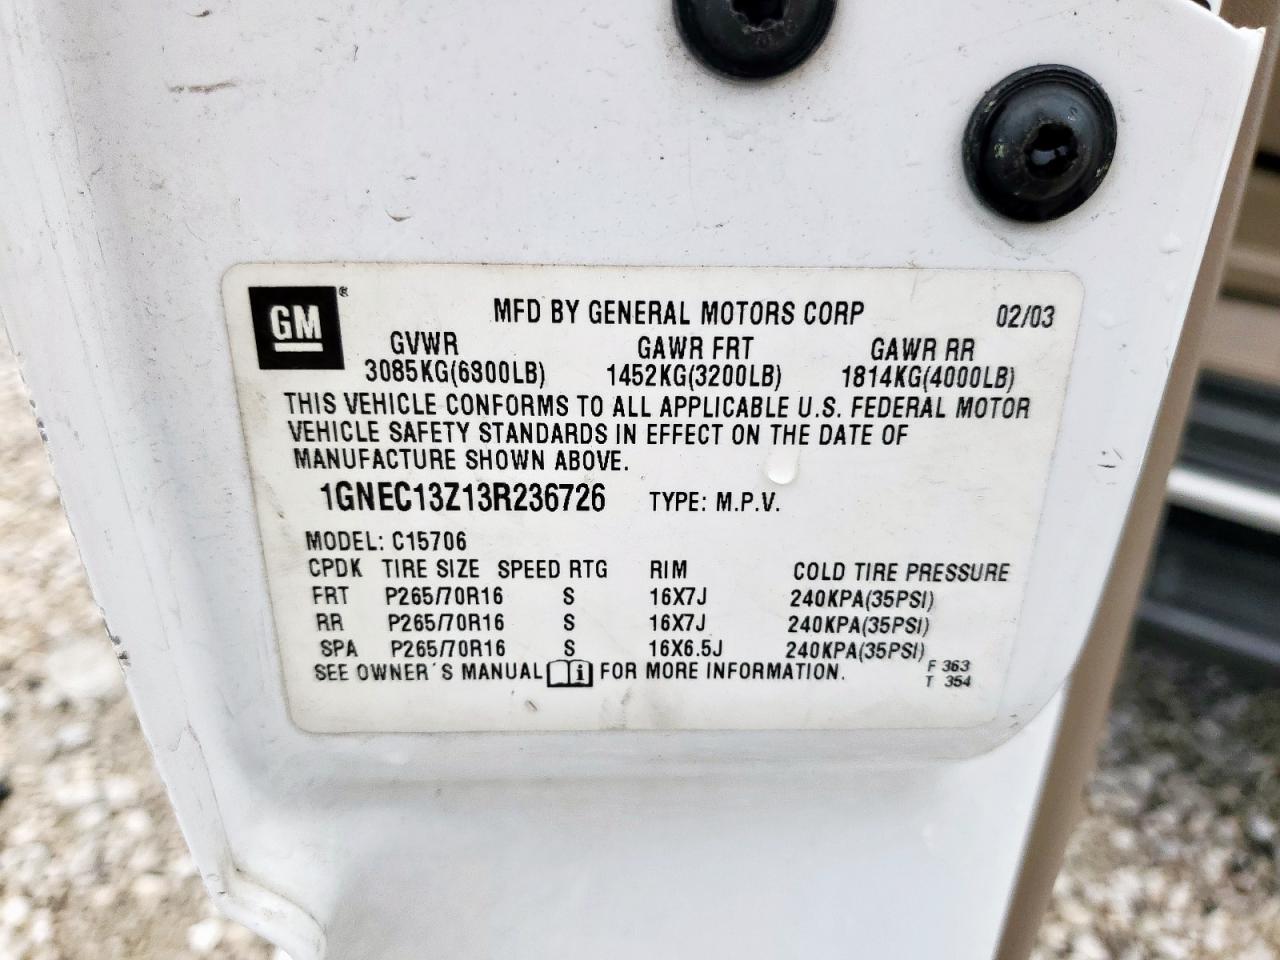 GM®
MFD BY GENERAL MOTORS CORP 02/03
GVWR GAWR FRT GAWR RR
3085KG(6800LB) 1452KG(3200LB) 1814KG(4000LB)
THIS VEHICLE CONFORMS TO ALL APPLICABLE U.S. FEDERAL MOTOR
VEHICLE SAFETY STANDARDS IN EFFECT ON THE DATE OF
MANUFACTURE SHOWN ABOVE.
1GNEC13Z13R236726 TYPE: M.P.V.
MODEL: C15706
CPDK TIRE SIZE SPEED RTG RIM COLD TIRE PRESSURE
FRT P265/70R16 S 16X7J 240KPA(35PSI)
RR P265/70R16 S 16X7J 240KPA(35PSI)
SPA P265/70R16 S 16X6.5J 240KPA(35PSI)
SEE OWNER'S MANUAL i FOR MORE INFORMATION. F 363
T 354